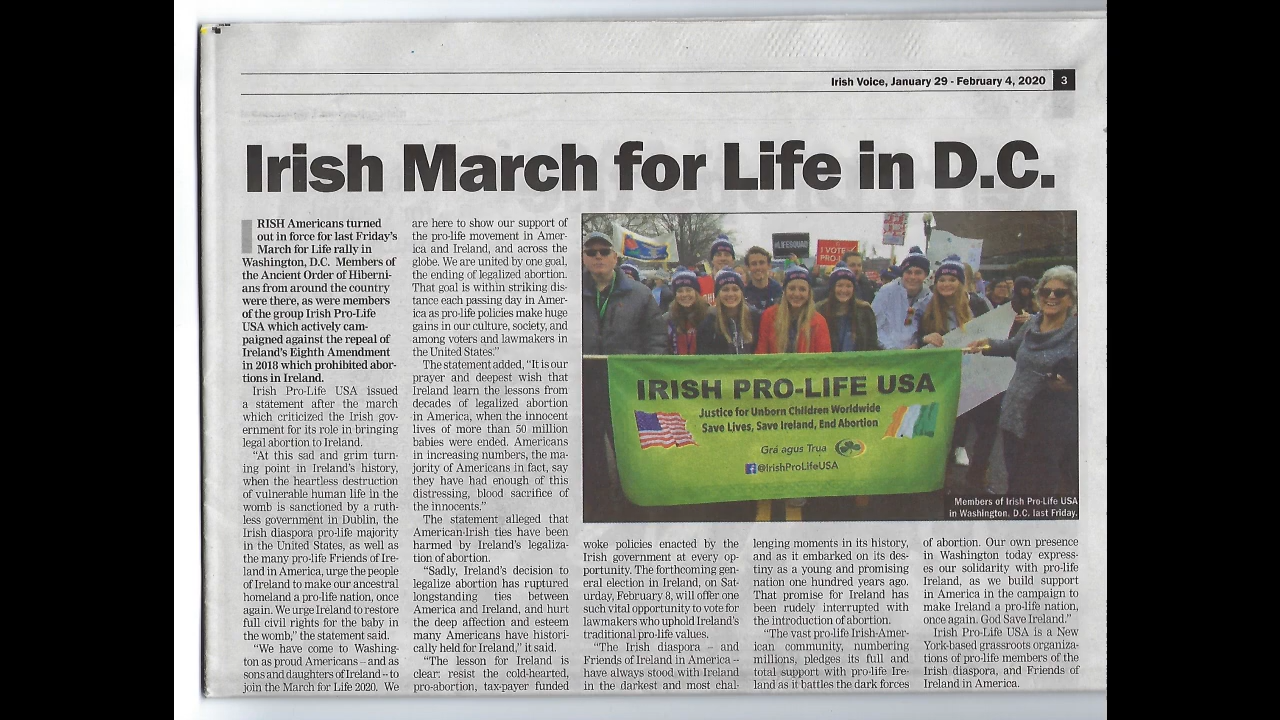 Irish Voice, January 29 - February 4, 2020 3
Irish March for Life in D.C.
IRISH Americans turned
out in force for last Friday's
March for Life rally in
Washington, D.C. Members of
the Ancient Order of Hiberni-
ans from around the country
were there, as were members
of the group Irish Pro-Life
USA which actively cam-
paigned against the repeal of
Ireland's Eighth Amendment
in 2018 which prohibited abor-
tions in Ireland.
Irish Pro-Life USA issued
a statement after the march
which criticized the Irish gov-
ernment for its role in bringing
legal abortion to Ireland.
"At this sad and grim turn-
ing point in Ireland's history,
when the heartless destruction
of vulnerable human life in the
womb is sanctioned by a ruth-
less government in Dublin, the
Irish diaspora pro-life majority
in the United States, as well as
the many pro-life Friends of Ire-
land in America, urge the people
of Ireland to make our ancestral
homeland a pro-life nation, once
again. We urge Ireland to restore
full civil rights for the baby in
the womb," the statement said.
"We have come to Washing-
ton as proud Americans – and as
sons and daughters of Ireland – to
join the March for Life 2020. We
are here to show our support of
the pro-life movement in Amer-
ica and Ireland, and across the
globe. We are united by one goal,
the ending of legalized abortion.
That goal is within striking dis-
tance each passing day in Amer-
ica as pro-life policies make huge
gains in our culture, society, and
among voters and lawmakers in
the United States."
The statement added, "It is our
prayer and deepest wish that
Ireland learn the lessons from
decades of legalized abortion
in America, when the innocent
lives of more than 50 million
babies were ended. Americans
in increasing numbers, the ma-
jority of Americans in fact, say
they have had enough of this
distressing, blood sacrifice of
the innocents."
The statement alleged that
American-Irish ties have been
harmed by Ireland's legaliza-
tion of abortion.
"Sadly, Ireland's decision to
legalize abortion has ruptured
longstanding ties between
America and Ireland, and hurt
the deep affection and esteem
many Americans have histori-
cally held for Ireland," it said.
"The lesson for Ireland is
clear: resist the cold-hearted,
pro-abortion, tax-payer funded
#LIFESQUAD
I VOTE
PRO-
IRISH PRO-LIFE USA
Justice for Unborn Children Worldwide
Save Lives, Save Ireland, End Abortion
Grá agus Trua
@IrishProLifeUSA
Members of Irish Pro-Life USA
in Washington, D.C. last Friday.
woke policies enacted by the
Irish government at every op-
portunity. The forthcoming gen-
eral election in Ireland, on Sat-
urday, February 8, will offer one
such vital opportunity to vote for
lawmakers who uphold Ireland's
traditional pro-life values.
"The Irish diaspora – and
Friends of Ireland in America –
have always stood with Ireland
in the darkest and most chal-
lenging moments in its history,
and as it embarked on its des-
tiny as a young and promising
nation one hundred years ago.
That promise for Ireland has
been rudely interrupted with
the introduction of abortion.
"The vast pro-life Irish-Amer-
ican community, numbering
millions, pledges its full and
total support with pro-life Ire-
land as it battles the dark forces
of abortion. Our own presence
in Washington today express-
es our solidarity with pro-life
Ireland, as we build support
in America in the campaign to
make Ireland a pro-life nation,
once again. God Save Ireland."
Irish Pro-Life USA is a New
York-based grassroots organiza-
tions of pro-life members of the
Irish diaspora, and Friends of
Ireland in America.